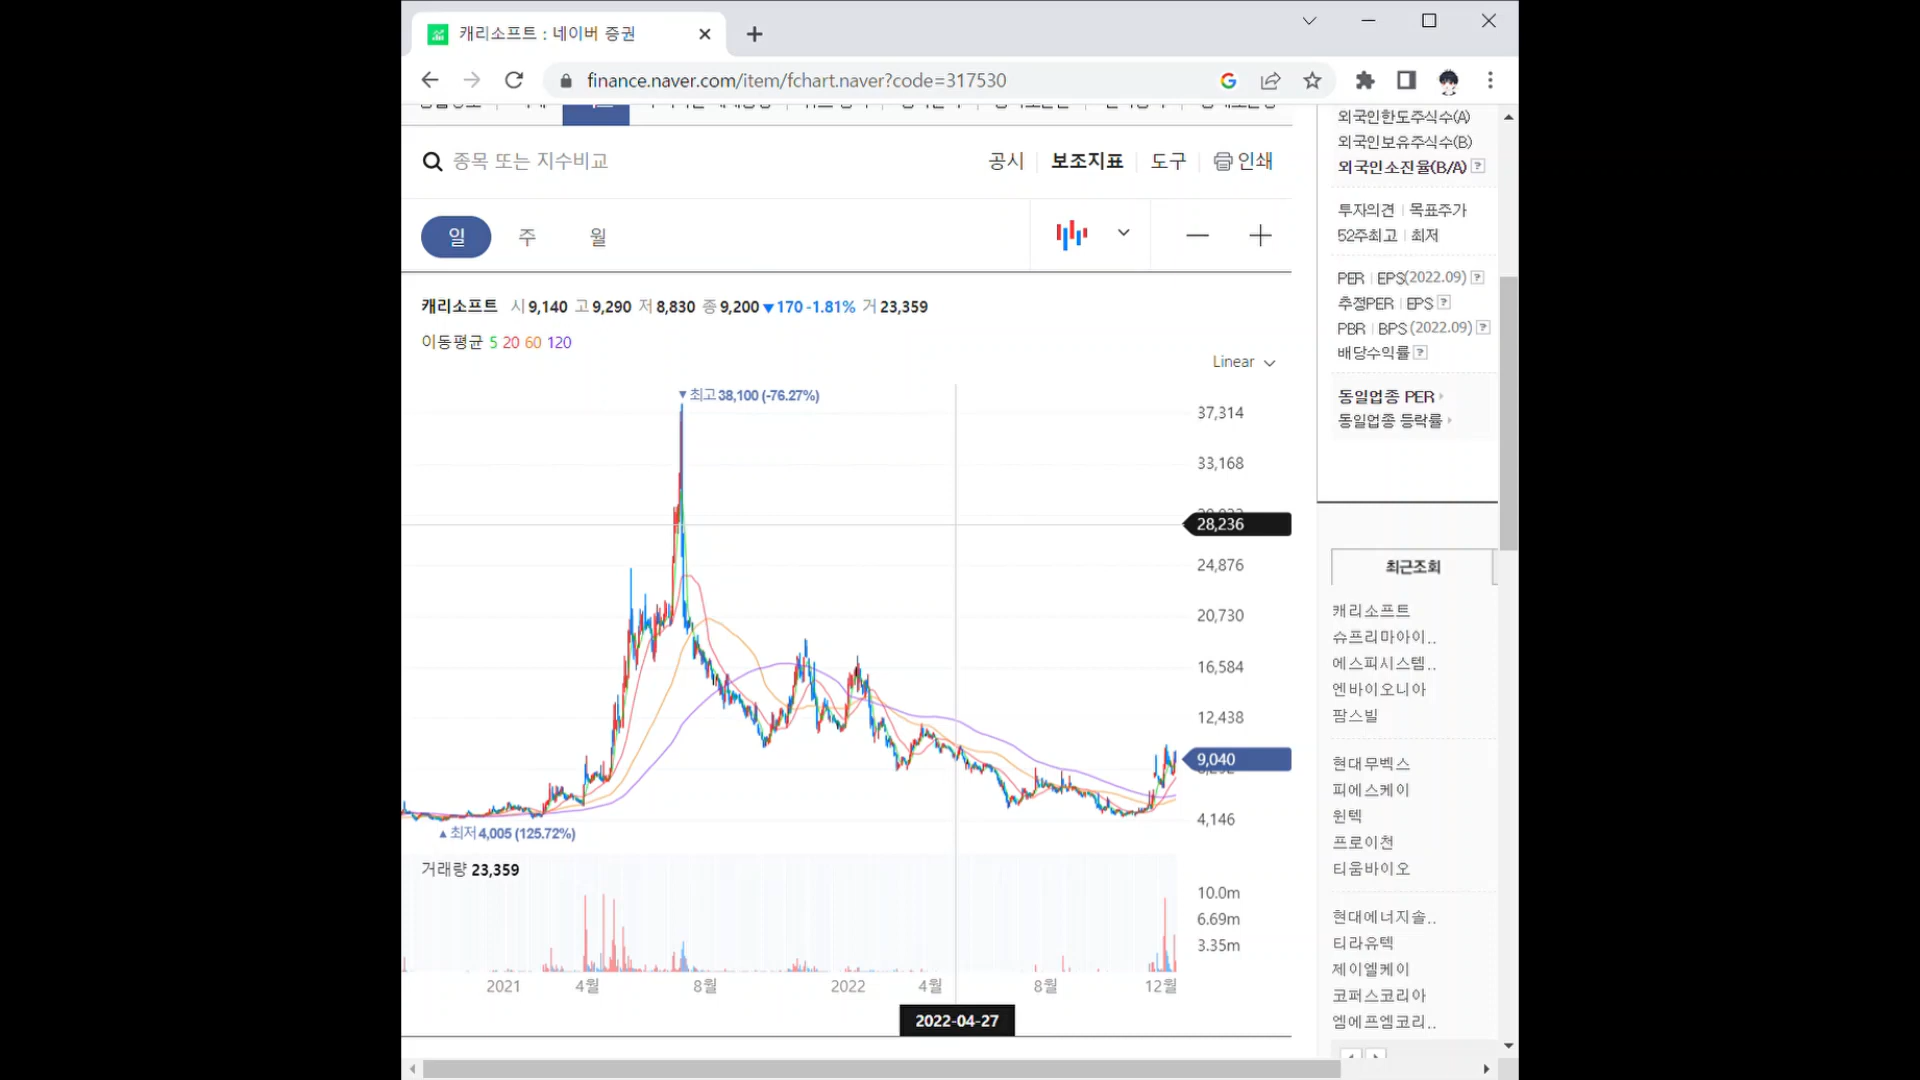 캐리소프트 : 네이버 증권
finance.naver.com/item/fchart.naver?code=317530
종목 또는 지수비교
공시 보조지표 도구 인쇄
일 주 월
캐리소프트 시 9,140 고 9,290 저 8,830 종 9,200 ▼170 -1.81% 거 23,359
이동평균 5 20 60 120
Linear
▼최고 38,100 (-76.27%)
37,314
33,168
28,236
24,876
20,730
16,584
12,438
9,040
4,146
▲최저 4,005 (125.72%)
거래량 23,359
10.0m
6.69m
3.35m
2021 4월 8월 2022 4월 8월 12월
2022-04-27
외국인한도주식수(A)
외국인보유주식수(B)
외국인소진율(B/A) ?
투자의견 | 목표주가
52주최고 | 최저
PER | EPS(2022.09) ?
추정PER | EPS ?
PBR | BPS (2022.09) ?
배당수익률 ?
동일업종 PER
동일업종 등락률
최근조회
캐리소프트
슈프리마아이..
에스피시스템..
엔바이오니아
팜스빌
현대무벡스
피에스케이
윈텍
프로이천
티움바이오
현대에너지솔..
티라유텍
제이엘케이
코퍼스코리아
엠에프엠코리..